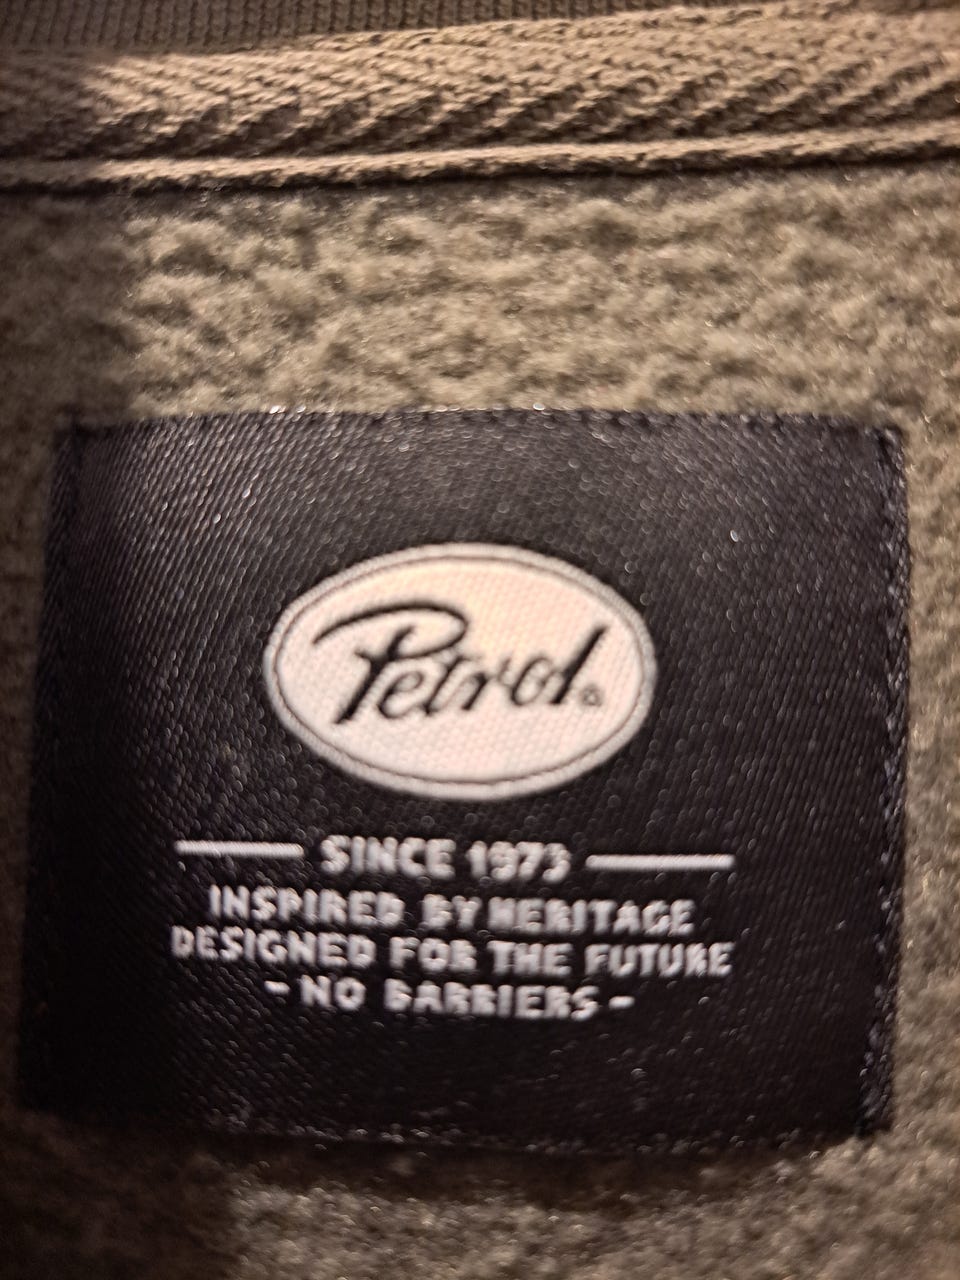 Petrol®
SINCE 1973
INSPIRED BY HERITAGE
DESIGNED FOR THE FUTURE
- NO BARRIERS -